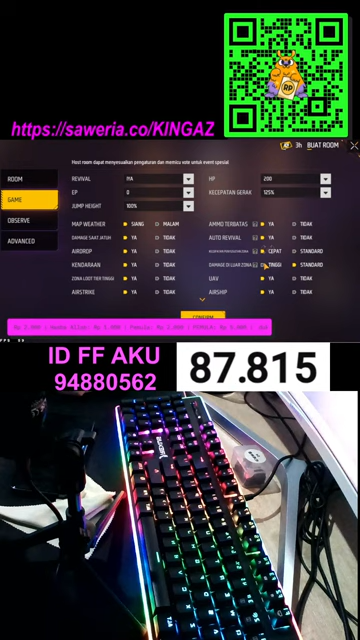 https://saweria.co/KINGAZ
RP
3h BUAT ROOM
Host room dapat menyesuaikan pengaturan dan memicu vote untuk event spesial
ROOM
GAME
OBSERVE
ADVANCED
REVIVAL IYA HP 200
EP 0 KECEPATAN GERAK 125%
JUMP HEIGHT 100%
MAP WEATHER SIANG MALAM AMMO TERBATAS YA TIDAK
DAMAGE SAAT JATUH YA TIDAK AUTO REVIVAL YA TIDAK
AIRDROP YA TIDAK CEPAT STANDARD
KENDARAAN YA TIDAK DAMAGE DI LUAR ZONA TINGGI STANDARD
ZONA LOOT TIER TINGGI YA TIDAK UAV YA TIDAK
AIRSTRIKE YA TIDAK AIRSHIP YA TIDAK
CONFIRM
ID FF AKU
94880562
87.815